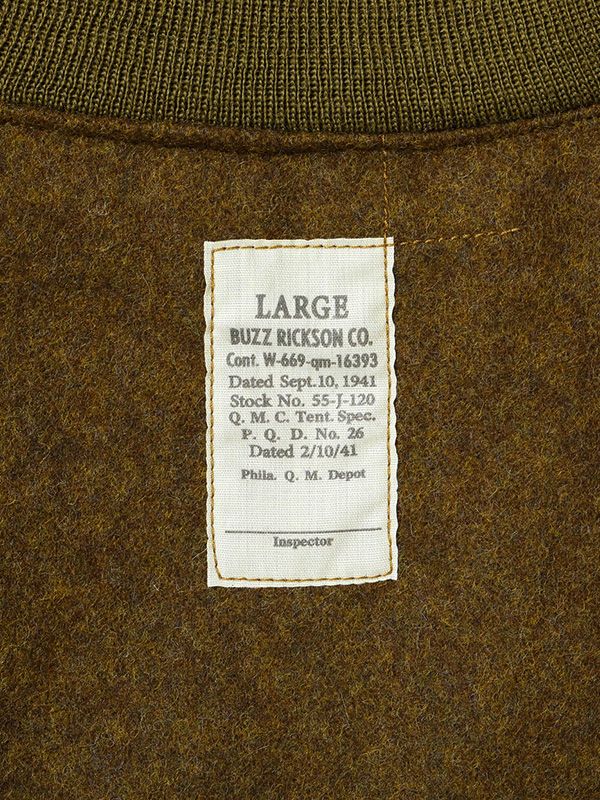 LARGE
BUZZ RICKSON CO.
Cont. W-669-qm-16393
Dated Sept. 10, 1941
Stock No. 55-J-120
Q. M. C. Tent. Spec.
P. Q. D. No. 26
Dated 2/10/41
Phila. Q. M. Depot
Inspector